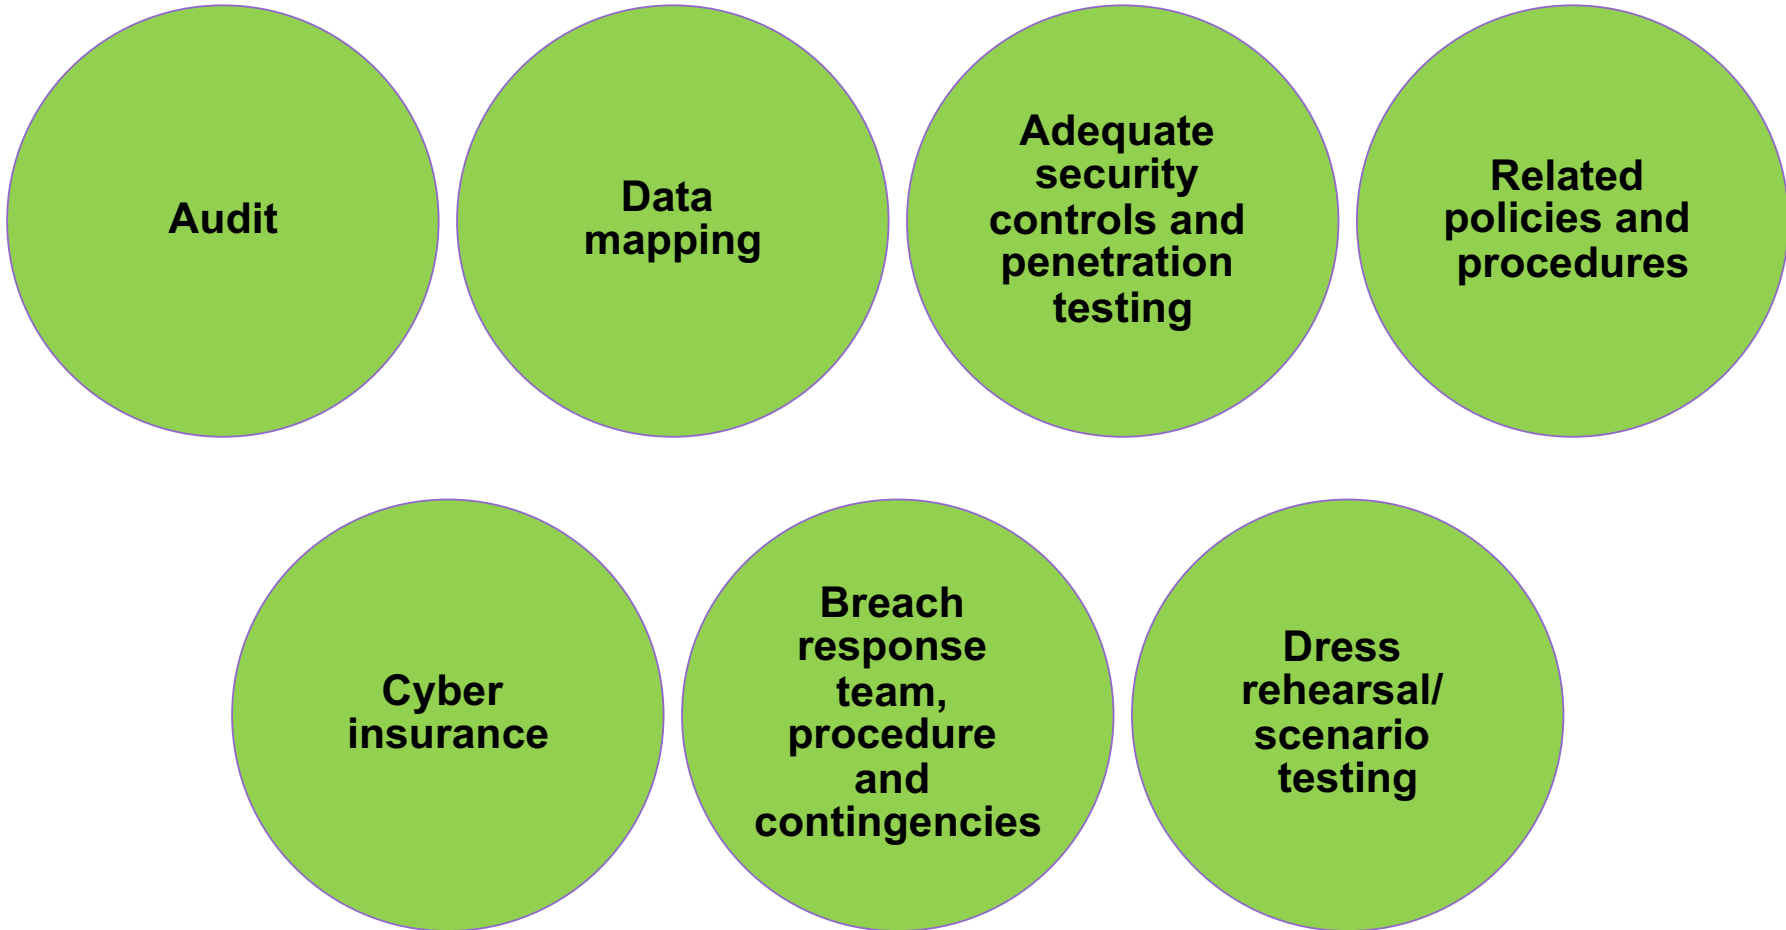 Audit
Data
mapping
Adequate
security
controls and
penetration
testing
Related
policies and
procedures
Cyber
insurance
Breach
response
team,
procedure
and
contingencies
Dress
rehearsal/
scenario
testing